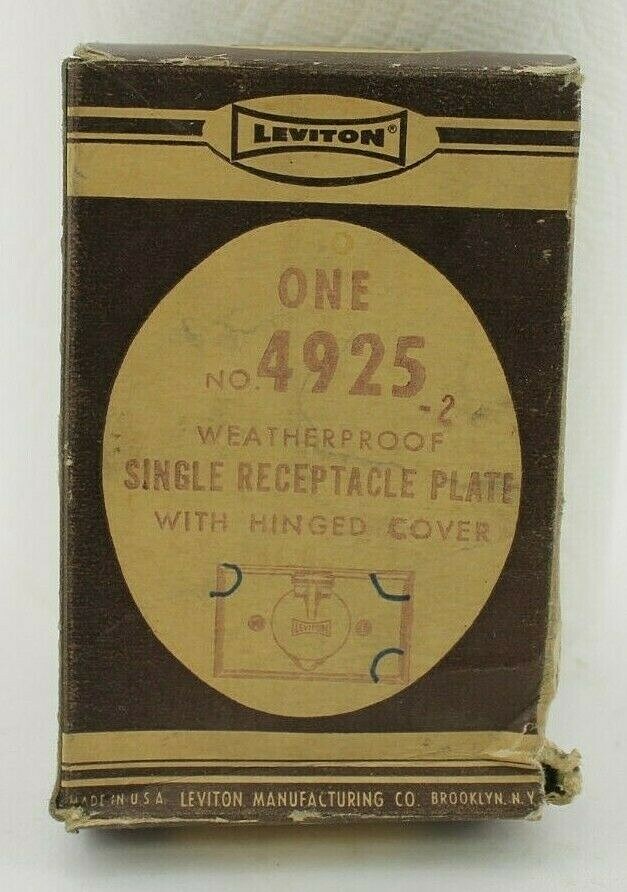 LEVITON®
ONE
NO. 4925-2
WEATHERPROOF
SINGLE RECEPTACLE PLATE
WITH HINGED COVER
LEVITON
MADE IN U.S.A. LEVITON MANUFACTURING CO. BROOKLYN, N.Y.